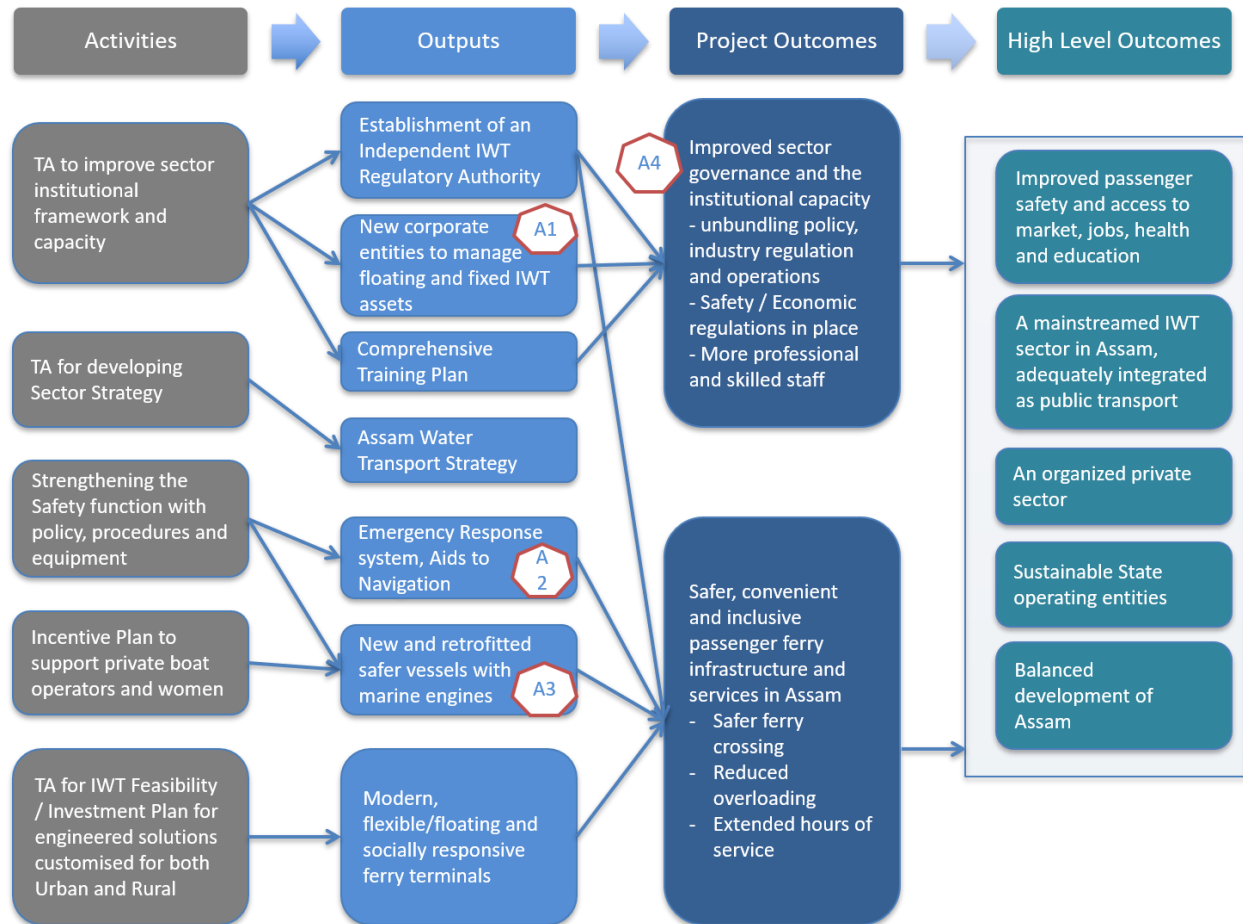 Activities
Outputs
Project Outcomes
High Level Outcomes
TA to improve sector
institutional
framework and
capacity
TA for developing
Sector Strategy
Strengthening the
Safety function with
policy, procedures and
equipment
Incentive Plan to
support private boat
operators and women
TA for IWT Feasibility
/ Investment Plan for
engineered solutions
customised for both
Urban and Rural
Establishment of an
Independent IWT
Regulatory Authority
New corporate
entities to manage
floating and fixed IWT
assets
A1
Comprehensive
Training Plan
Assam Water
Transport Strategy
Emergency Response
system, Aids to
Navigation
A
2
New and retrofitted
safer vessels with
marine engines
A3
Modern,
flexible/floating and
socially responsive
ferry terminals
A4
Improved sector
governance and the
institutional capacity
- unbundling policy,
industry regulation
and operations
- Safety / Economic
regulations in place
- More professional
and skilled staff
Safer, convenient
and inclusive
passenger ferry
infrastructure and
services in Assam
- Safer ferry
crossing
- Reduced
overloading
- Extended hours of
service
Improved passenger
safety and access to
market, jobs, health
and education
A mainstreamed IWT
sector in Assam,
adequately integrated
as public transport
An organized private
sector
Sustainable State
operating entities
Balanced
development of
Assam